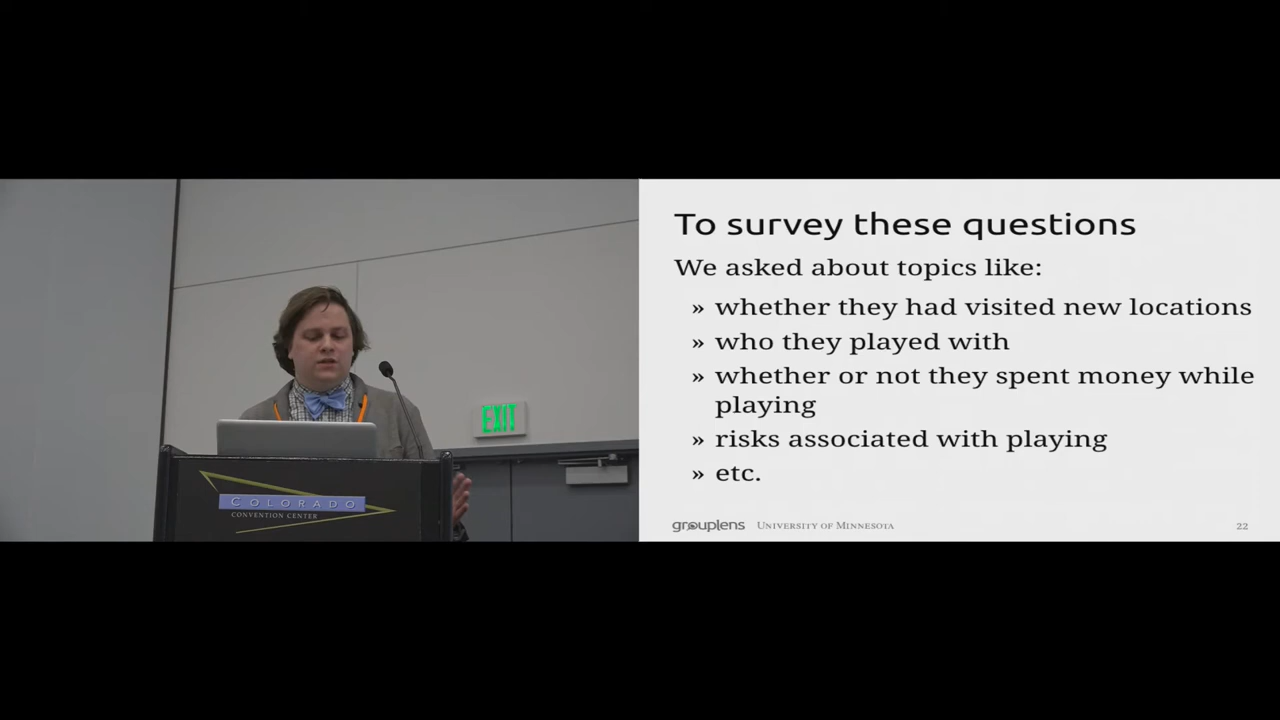 EXIT
COLORADO
CONVENTION CENTER
To survey these questions
We asked about topics like:
» whether they had visited new locations
» who they played with
» whether or not they spent money while
playing
» risks associated with playing
» etc.
grouplens UNIVERSITY OF MINNESOTA 22